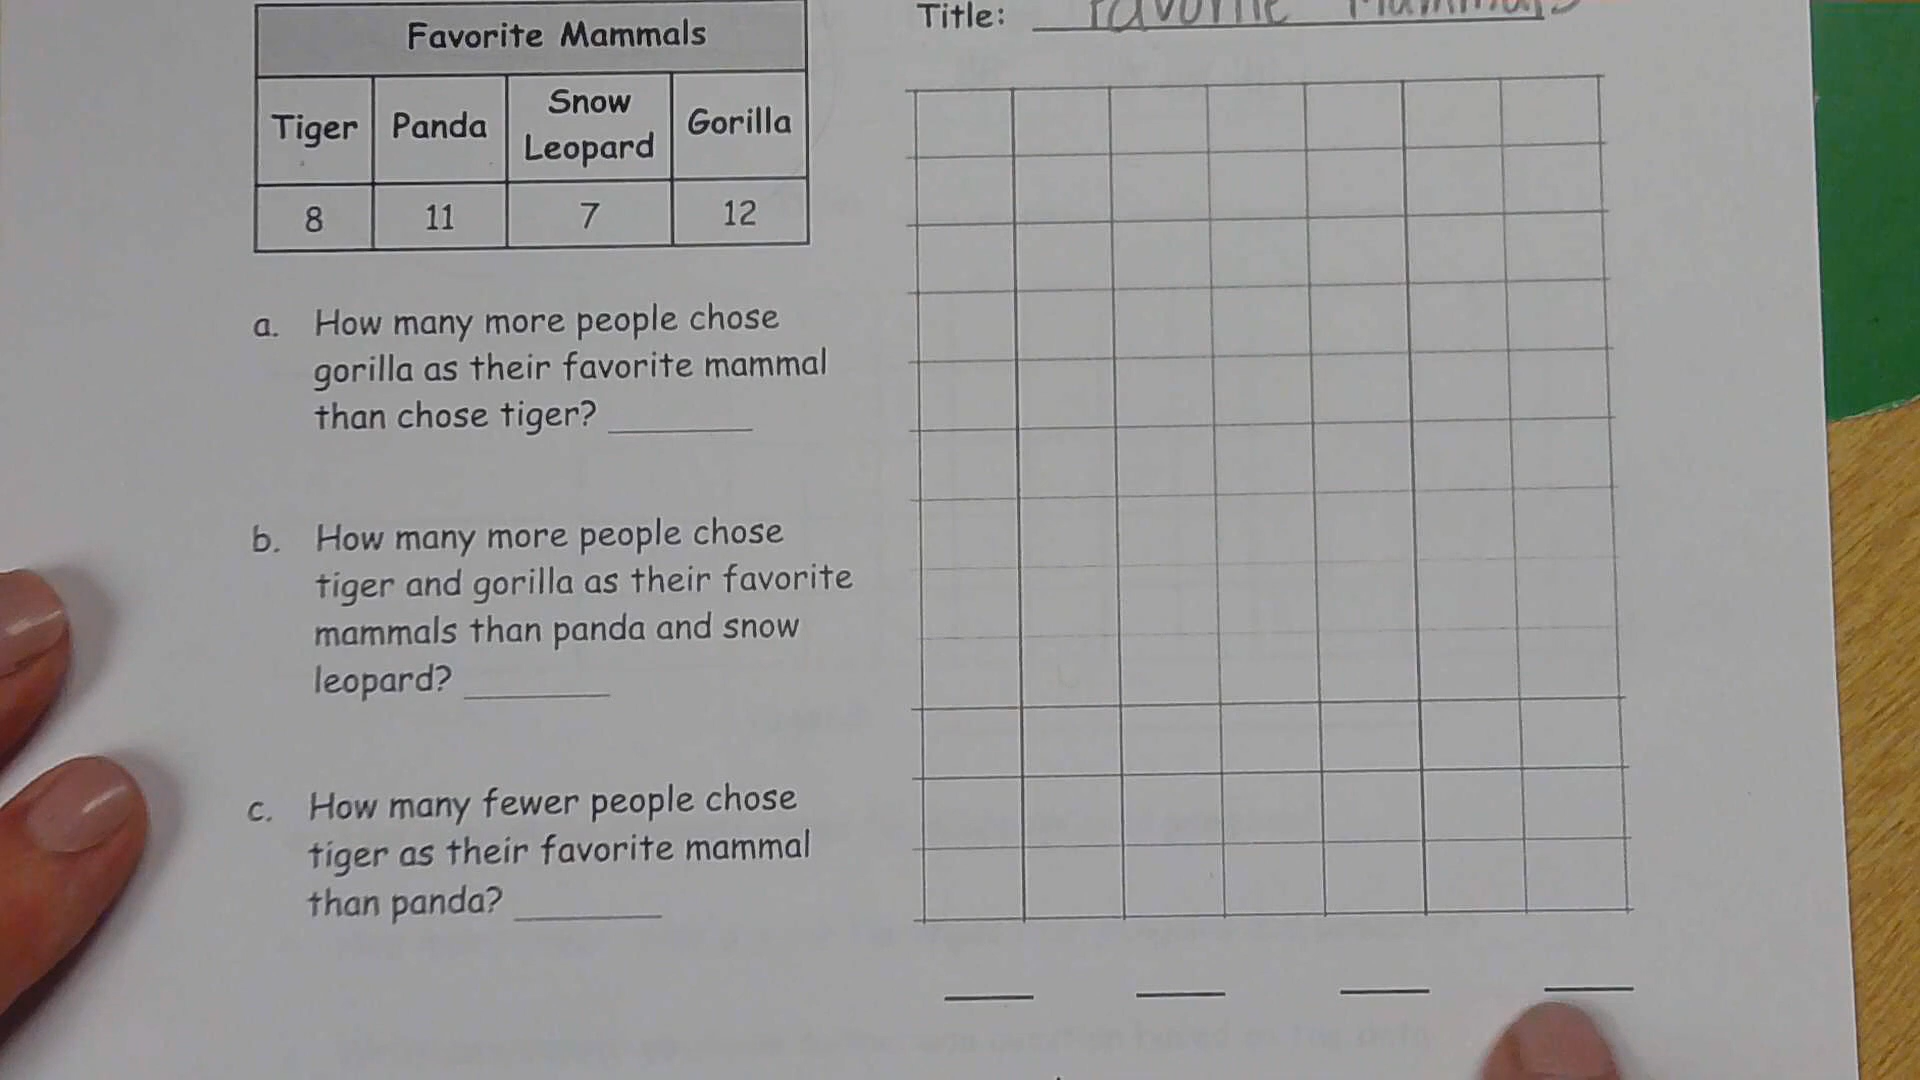 Favorite Mammals
Tiger Panda Snow Leopard Gorilla
8 11 7 12
a. How many more people chose
gorilla as their favorite mammal
than chose tiger?
b. How many more people chose
tiger and gorilla as their favorite
mammals than panda and snow
leopard?
c. How many fewer people chose
tiger as their favorite mammal
than panda?
Title: Favorite Mammals